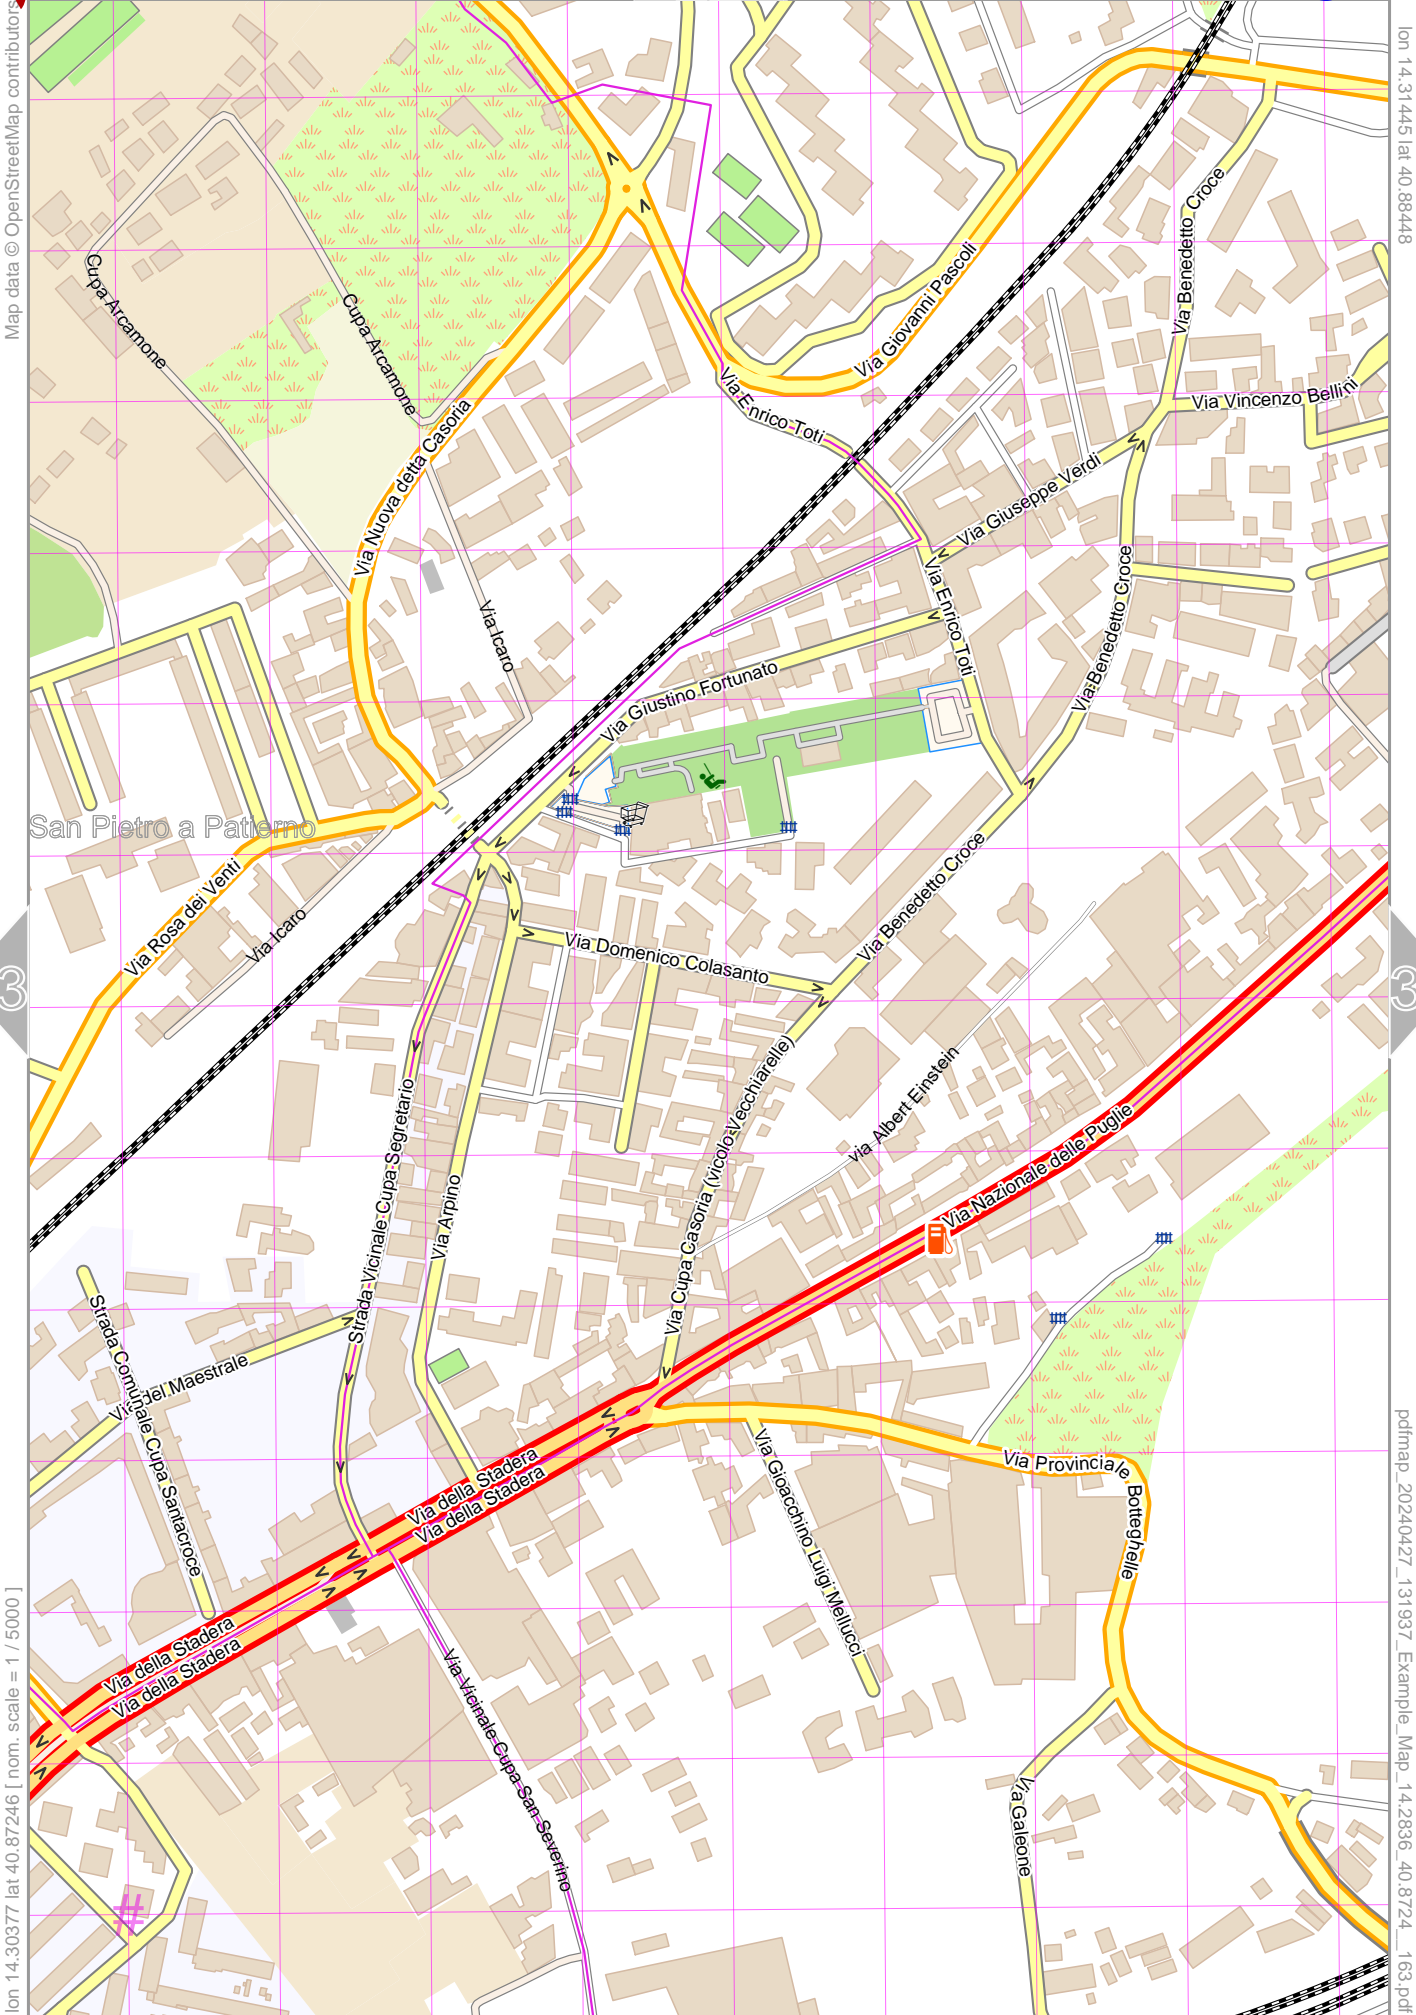 Map data © OpenStreetMap contributors
lon 14.31445 lat 40.88448
Via Benedetto Croce
Via Benedetto Croce
Cupa Arcamone
Cupa Arcamone
Via Giovanni Pascoli
Via Enrico Toti
Via Vincenzo Bellini
Via Nuova detta Casoria
Via Giuseppe Verdi
Via Icaro
Via Enrico Toti
Via Benedetto Croce
Via Giustino Fortunato
San Pietro a Patierno
Via Rosa dei Venti
Via Icaro
Via Benedetto Croce
Via Domenico Colasanto
3
3
Strada Vicinale Cupa Segretario
Via Arpino
Via Cupa Casoria (vicolo Vecchiarelle)
via Albert Einstein
Via Nazionale delle Puglie
Strada Comunale Cupa Santacroce
Via del Maestrale
Via della Stadera
Via della Stadera
Via Gioacchino Luigi Mellucci
Via Provinciale Botteghelle
Via della Stadera
Via della Stadera
Via Vicinale Cupa San Severino
Via Galeone
lon 14.30377 lat 40.87246 [ nom. scale = 1 / 5000 ]
pdfmap_20240427_131937_Example_Map_14.2836_40.8724__163.pdf